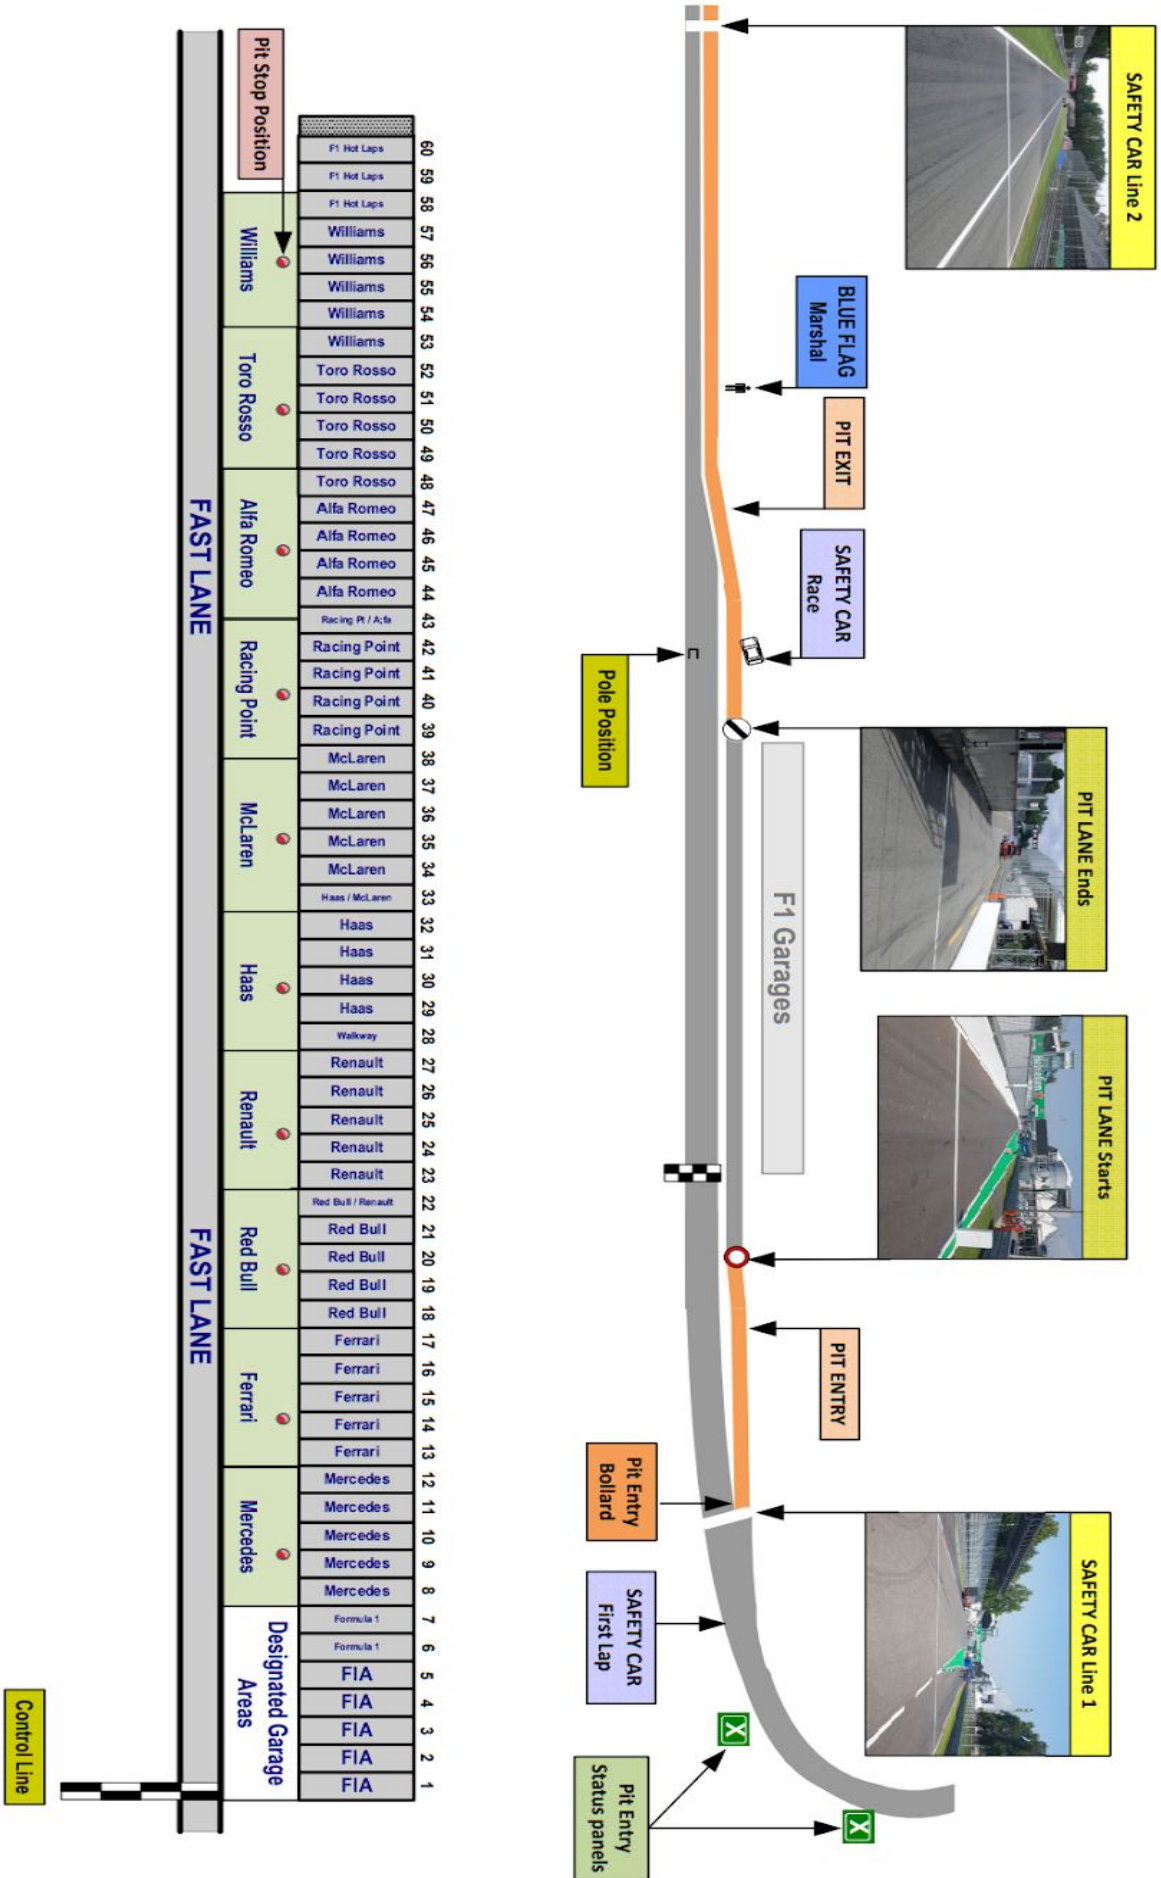 SAFETY CAR Line 2
PIT LANE Ends
PIT LANE Starts
SAFETY CAR Line 1
BLUE FLAG
Marshal
PIT EXIT
SAFETY CAR
Race
PIT ENTRY
F1 Garages
X
X
Pole Position
Pit Entry
Bollard
SAFETY CAR
First Lap
Pit Entry
Status panels
60 59 58 57 56 55 54 53 52 51 50 49 48 47 46 45 44 43 42 41 40 39 38 37 36 35 34 33 32 31 30 29 28 27 26 25 24 23 22 21 20 19 18 17 16 15 14 13 12 11 10 9 8 7 6 5 4 3 2 1
F1 Hot Laps
F1 Hot Laps
F1 Hot Laps
Williams
Williams
Williams
Williams
Williams
Toro Rosso
Toro Rosso
Toro Rosso
Toro Rosso
Toro Rosso
Alfa Romeo
Alfa Romeo
Alfa Romeo
Alfa Romeo
Racing Pt / A;fa
Racing Point
Racing Point
Racing Point
Racing Point
McLaren
McLaren
McLaren
McLaren
McLaren
Haas / McLaren
Haas
Haas
Haas
Haas
Walkway
Renault
Renault
Renault
Renault
Renault
Red Bull / Renault
Red Bull
Red Bull
Red Bull
Red Bull
Ferrari
Ferrari
Ferrari
Ferrari
Ferrari
Mercedes
Mercedes
Mercedes
Mercedes
Mercedes
Formula 1
Formula 1
FIA
FIA
FIA
FIA
FIA
Pit Stop Position
Williams
Toro Rosso
Alfa Romeo
Racing Point
McLaren
Haas
Renault
Red Bull
Ferrari
Mercedes
Designated Garage
Areas
FAST LANE
FAST LANE
Control Line